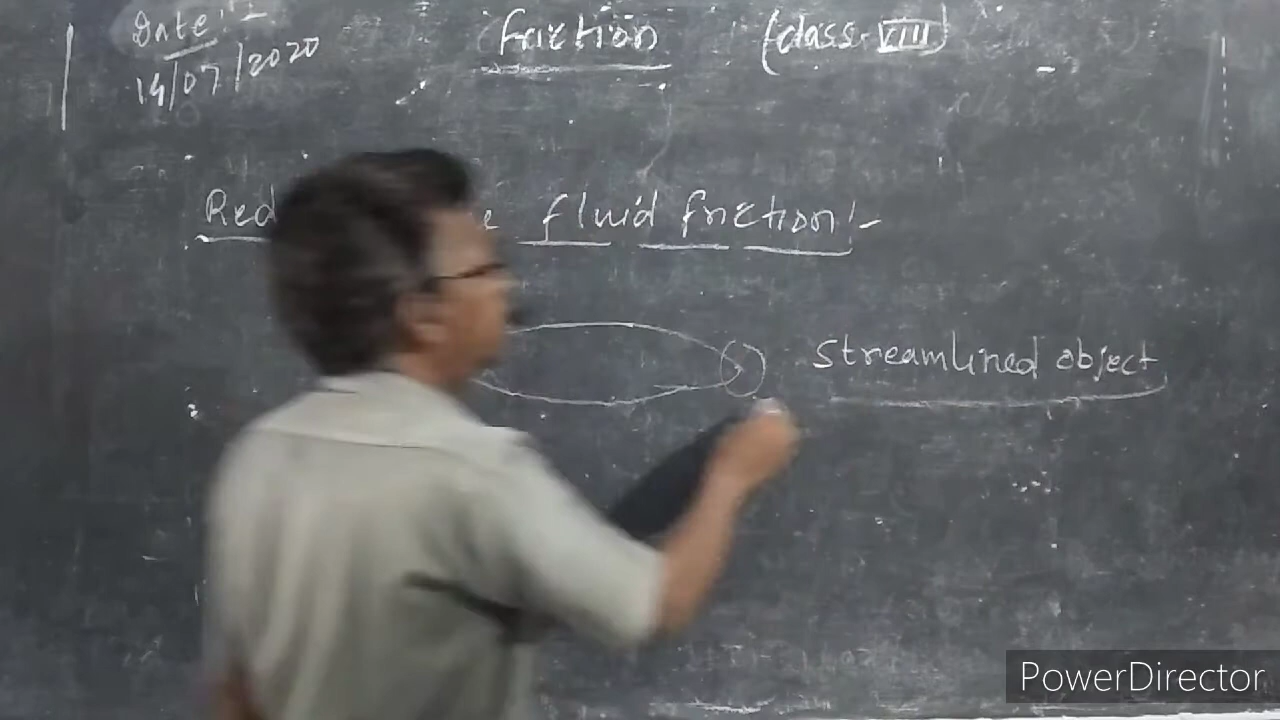 Date :-
14/07/2020
Friction (class-VIII)
fluid friction :-
streamlined object
PowerDirector